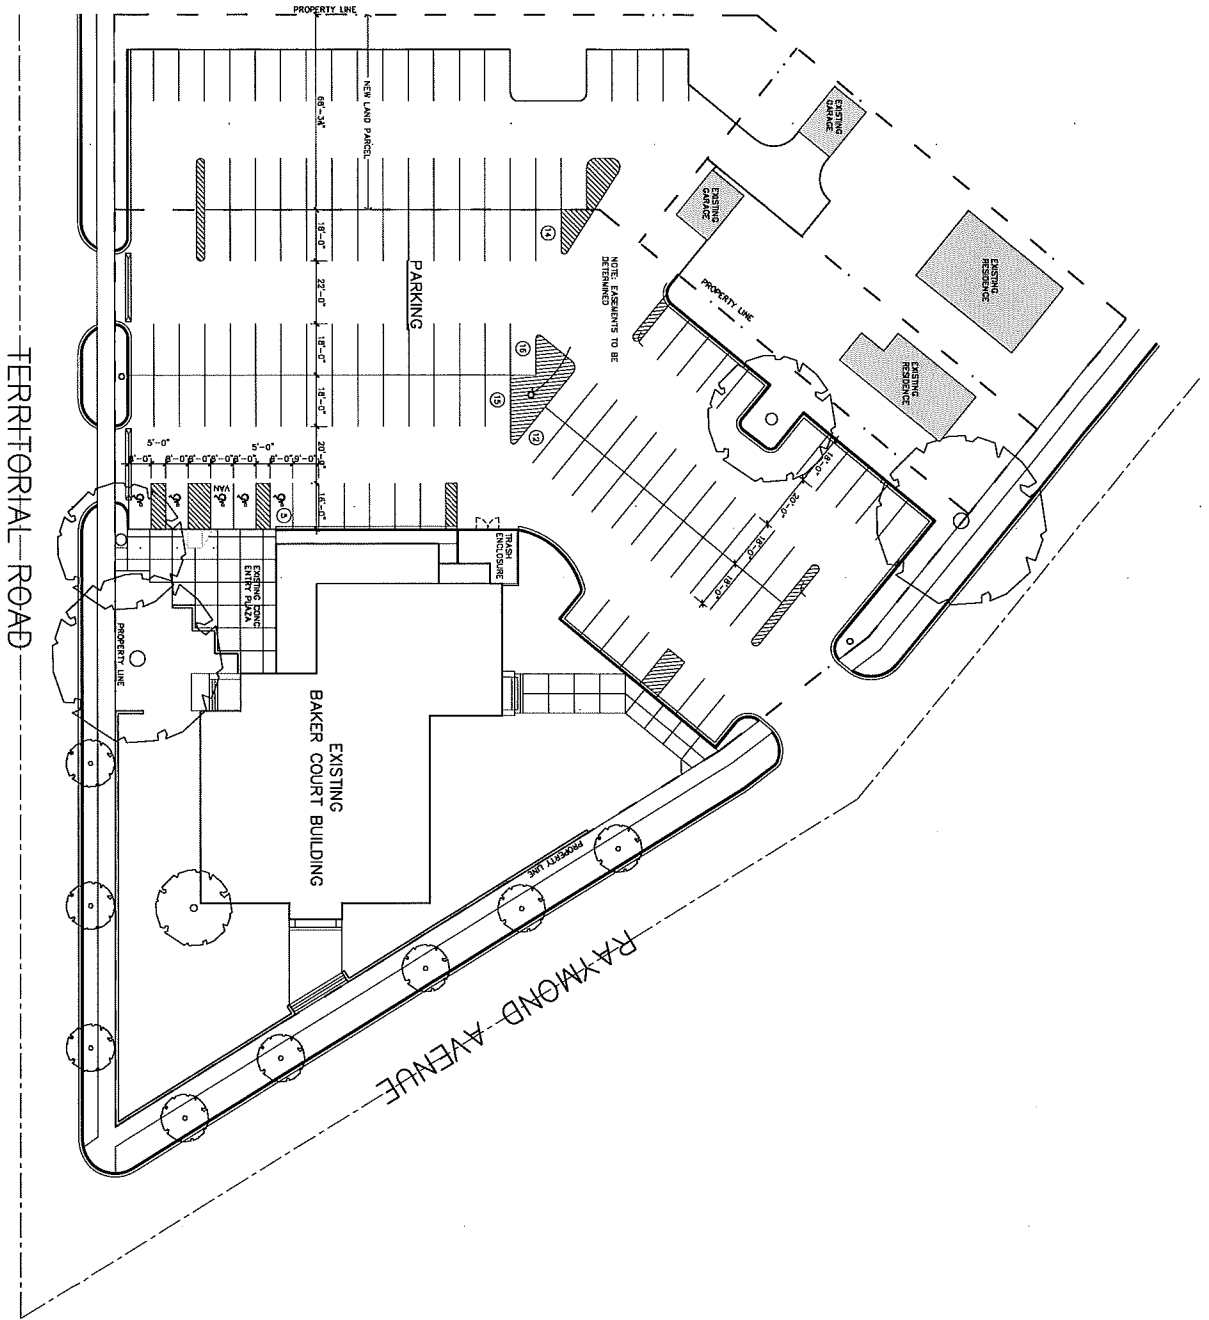 PROPERTY LINE
NEW LAND PARCEL
66'-3¾"
EXISTING
GARAGE
EXISTING
GARAGE
18'-0"
14
NOTE: EASEMENTS TO BE
DETERMINED
EXISTING
RESIDENCE
PARKING
22'-0"
PROPERTY LINE
18'-0"
16
EXISTING
RESIDENCE
18'-0"
15
12
5'-0"
5'-0"
20'-0"
8'-0"
8'-0"
8'-0"
8'-0"
8'-0"
8'-0"
9'-0"
18'-0"
20'-0"
18'-0"
18'-0"
VAN
16'-0"
TRASH
ENCLOSURE
EXISTING CONC
ENTRY PLAZA
PROPERTY LINE
TERRITORIAL ROAD
EXISTING
BAKER COURT BUILDING
PROPERTY LINE
RAYMOND AVENUE